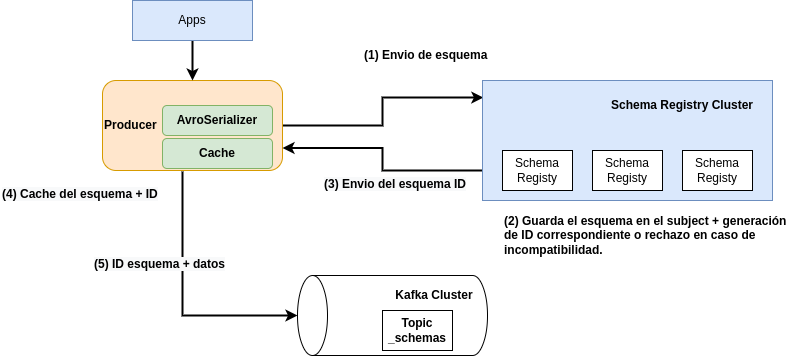 Apps
(1) Envio de esquema
Producer
AvroSerializer
Cache
Schema Registry Cluster
Schema
Registy
Schema
Registy
Schema
Registy
(3) Envio del esquema ID
(4) Cache del esquema + ID
(2) Guarda el esquema en el subject + generación
de ID correspondiente o rechazo en caso de
incompatibilidad.
(5) ID esquema + datos
Kafka Cluster
Topic
_schemas